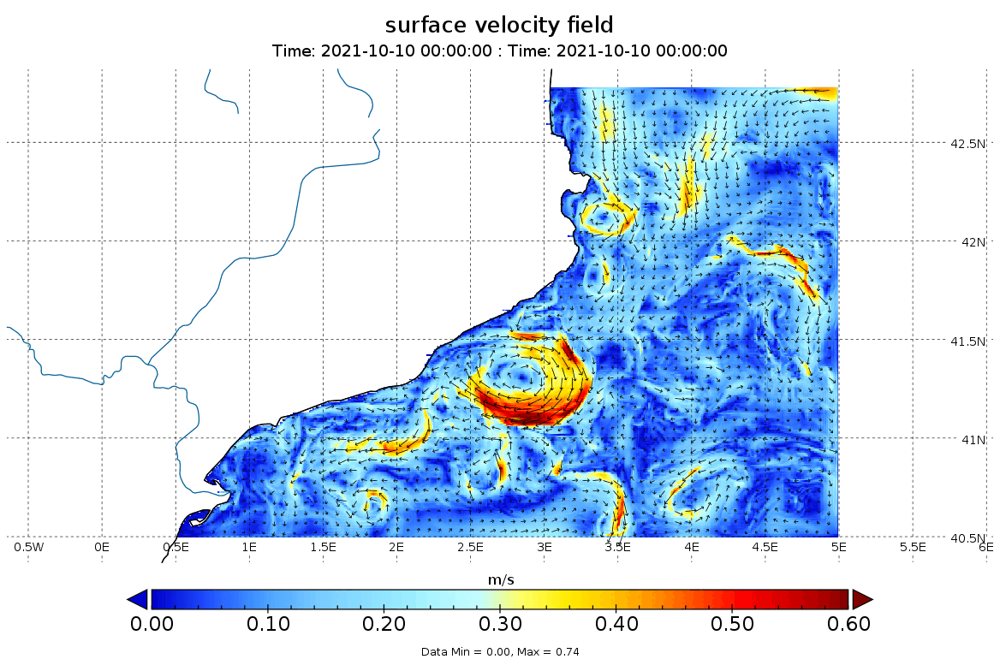 surface velocity field
Time: 2021-10-10 00:00:00 : Time: 2021-10-10 00:00:00
42.5N
42N
41.5N
41N
40.5N
0.5W 0E 0.5E 1E 1.5E 2E 2.5E 3E 3.5E 4E 4.5E 5E 5.5E 6E
m/s
0.00 0.10 0.20 0.30 0.40 0.50 0.60
Data Min = 0.00, Max = 0.74